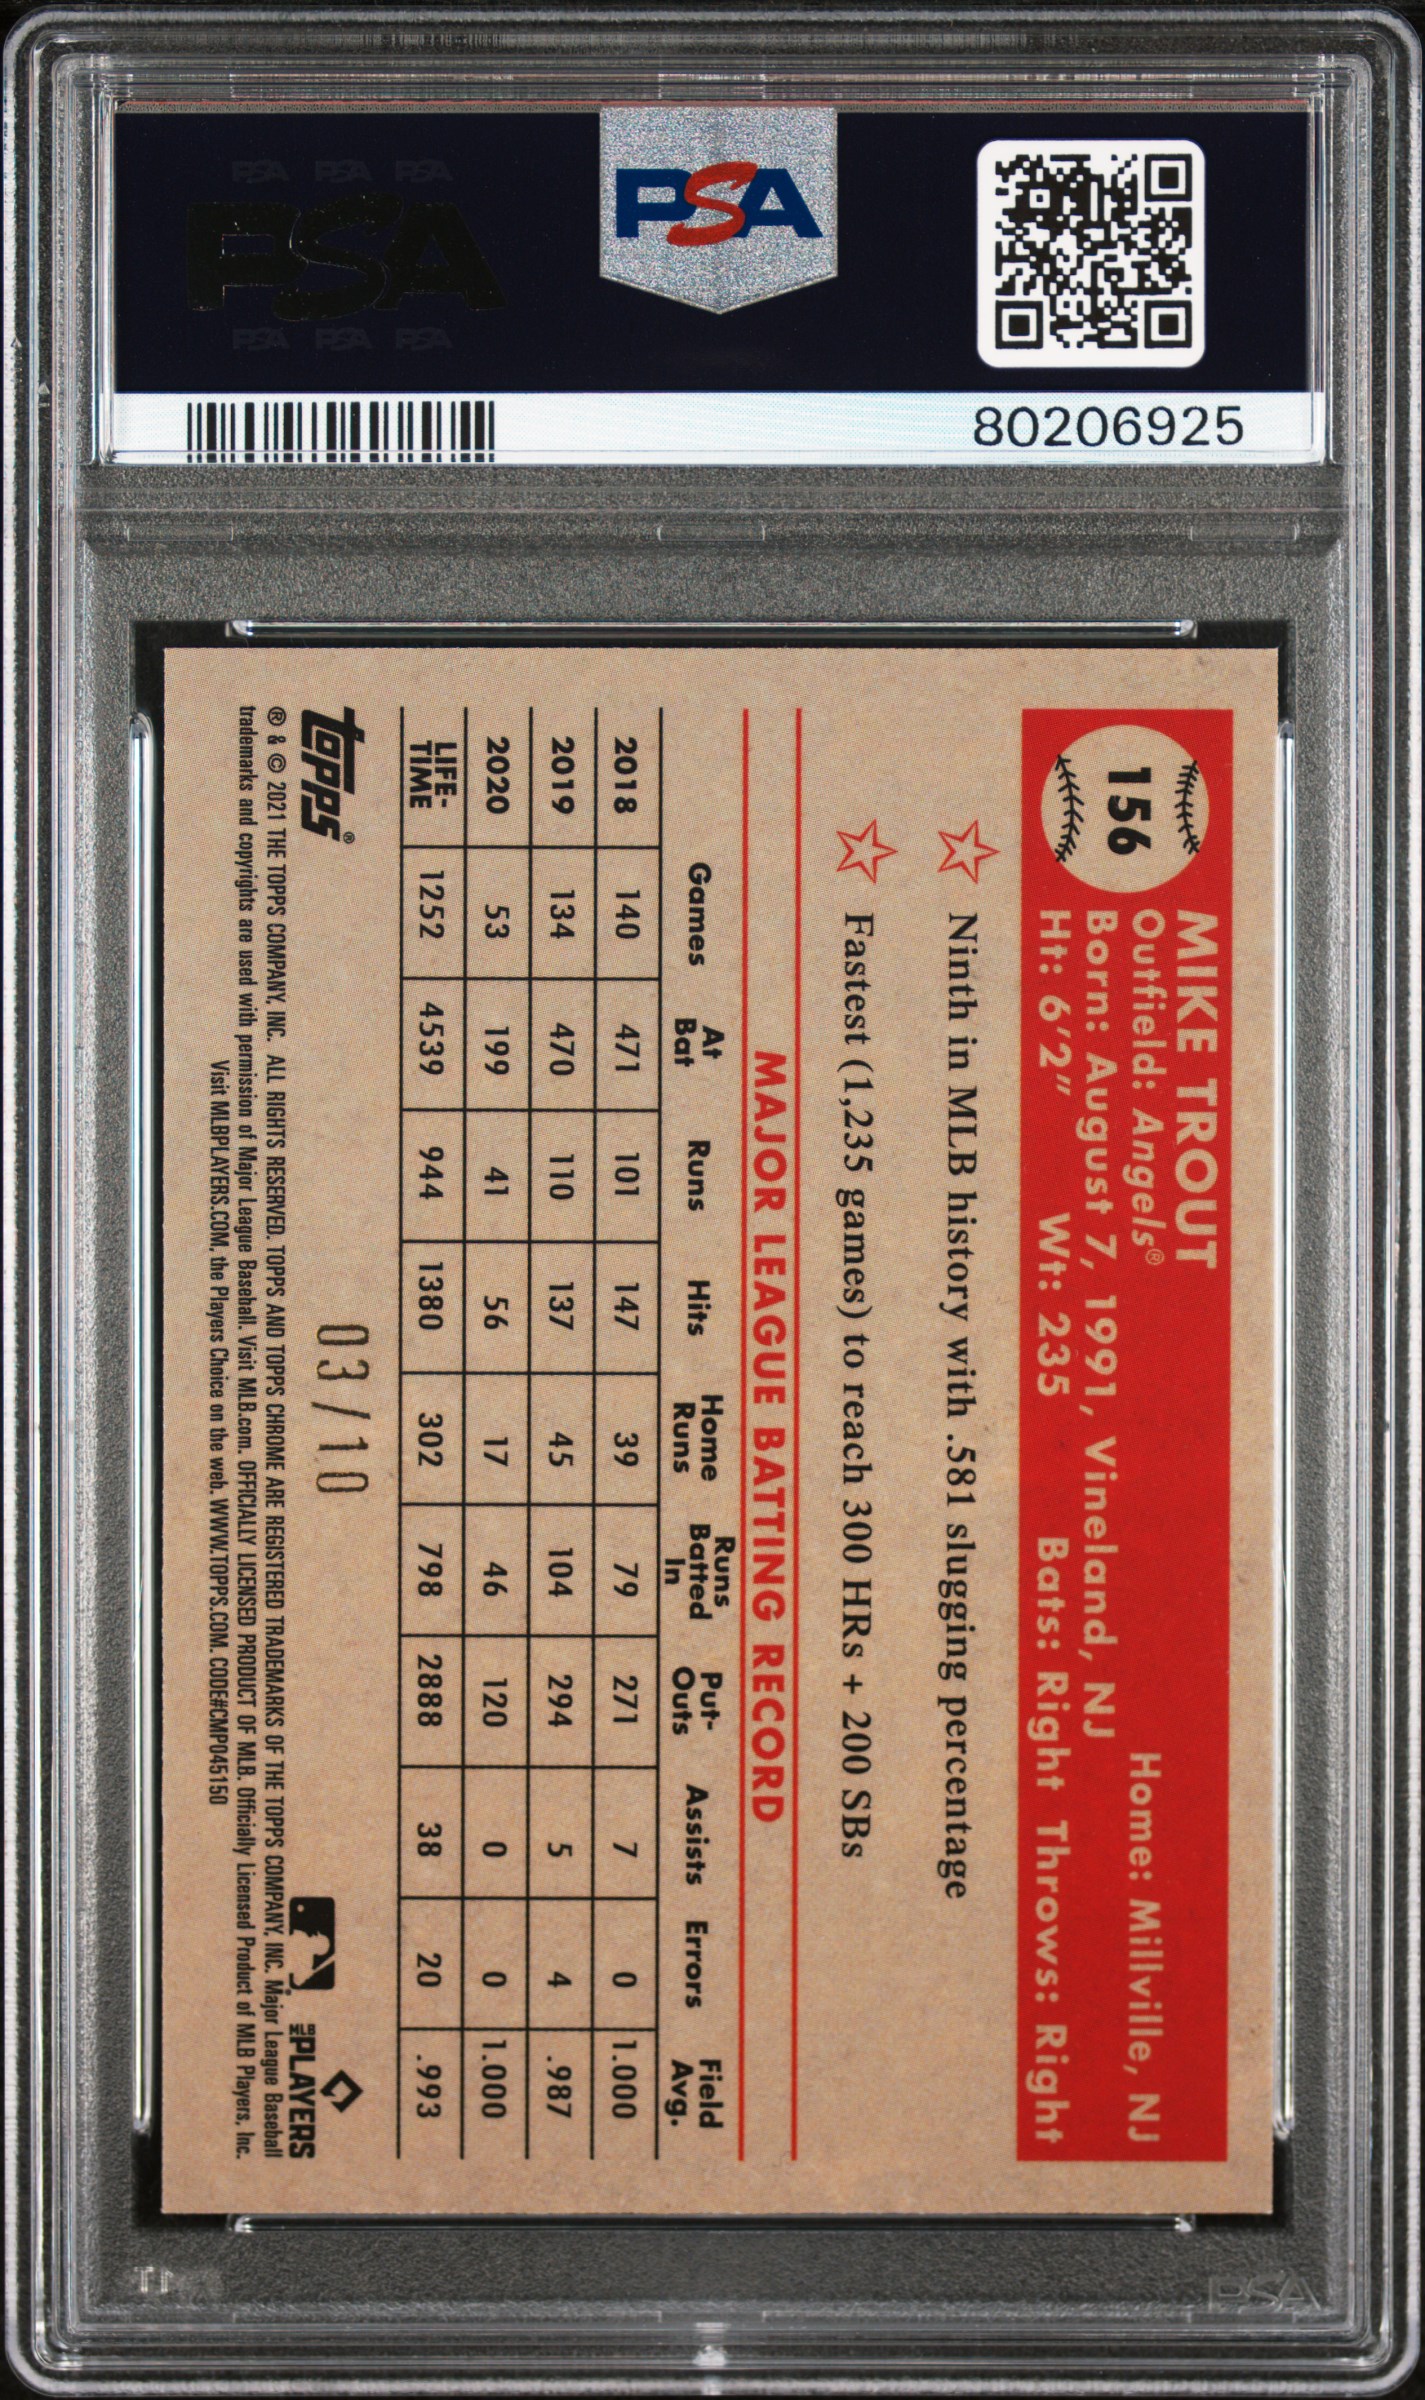 PSA PSA PSA
PSA
PSA PSA PSA
PSA
80206925
156
MIKE TROUT
Outfield: Angels® Home: Millville, NJ
Born: August 7, 1991, Vineland, NJ
Ht: 6'2" Wt: 235 Bats: Right Throws: Right
Ninth in MLB history with .581 slugging percentage
Fastest (1,235 games) to reach 300 HRs + 200 SBs
MAJOR LEAGUE BATTING RECORD
Games At Bat Runs Hits Home Runs Runs Batted In Put-Outs Assists Errors Field Avg.
2018 140 471 101 147 39 79 271 7 0 1.000
2019 134 470 110 137 45 104 294 5 4 .987
2020 53 199 41 56 17 46 120 0 0 1.000
LIFE-TIME 1252 4539 944 1380 302 798 2888 38 20 .993
03/10
topps®
MLB PLAYERS
® & © 2021 THE TOPPS COMPANY, INC. ALL RIGHTS RESERVED. TOPPS AND TOPPS CHROME ARE REGISTERED TRADEMARKS OF THE TOPPS COMPANY, INC. Major League Baseball
trademarks and copyrights are used with permission of Major League Baseball. Visit MLB.com. OFFICIALLY LICENSED PRODUCT OF MLB. Officially Licensed Product of MLB Players, Inc.
Visit MLBPLAYERS.COM, the Players Choice on the web. WWW.TOPPS.COM. CODE#CMP045150
PSA